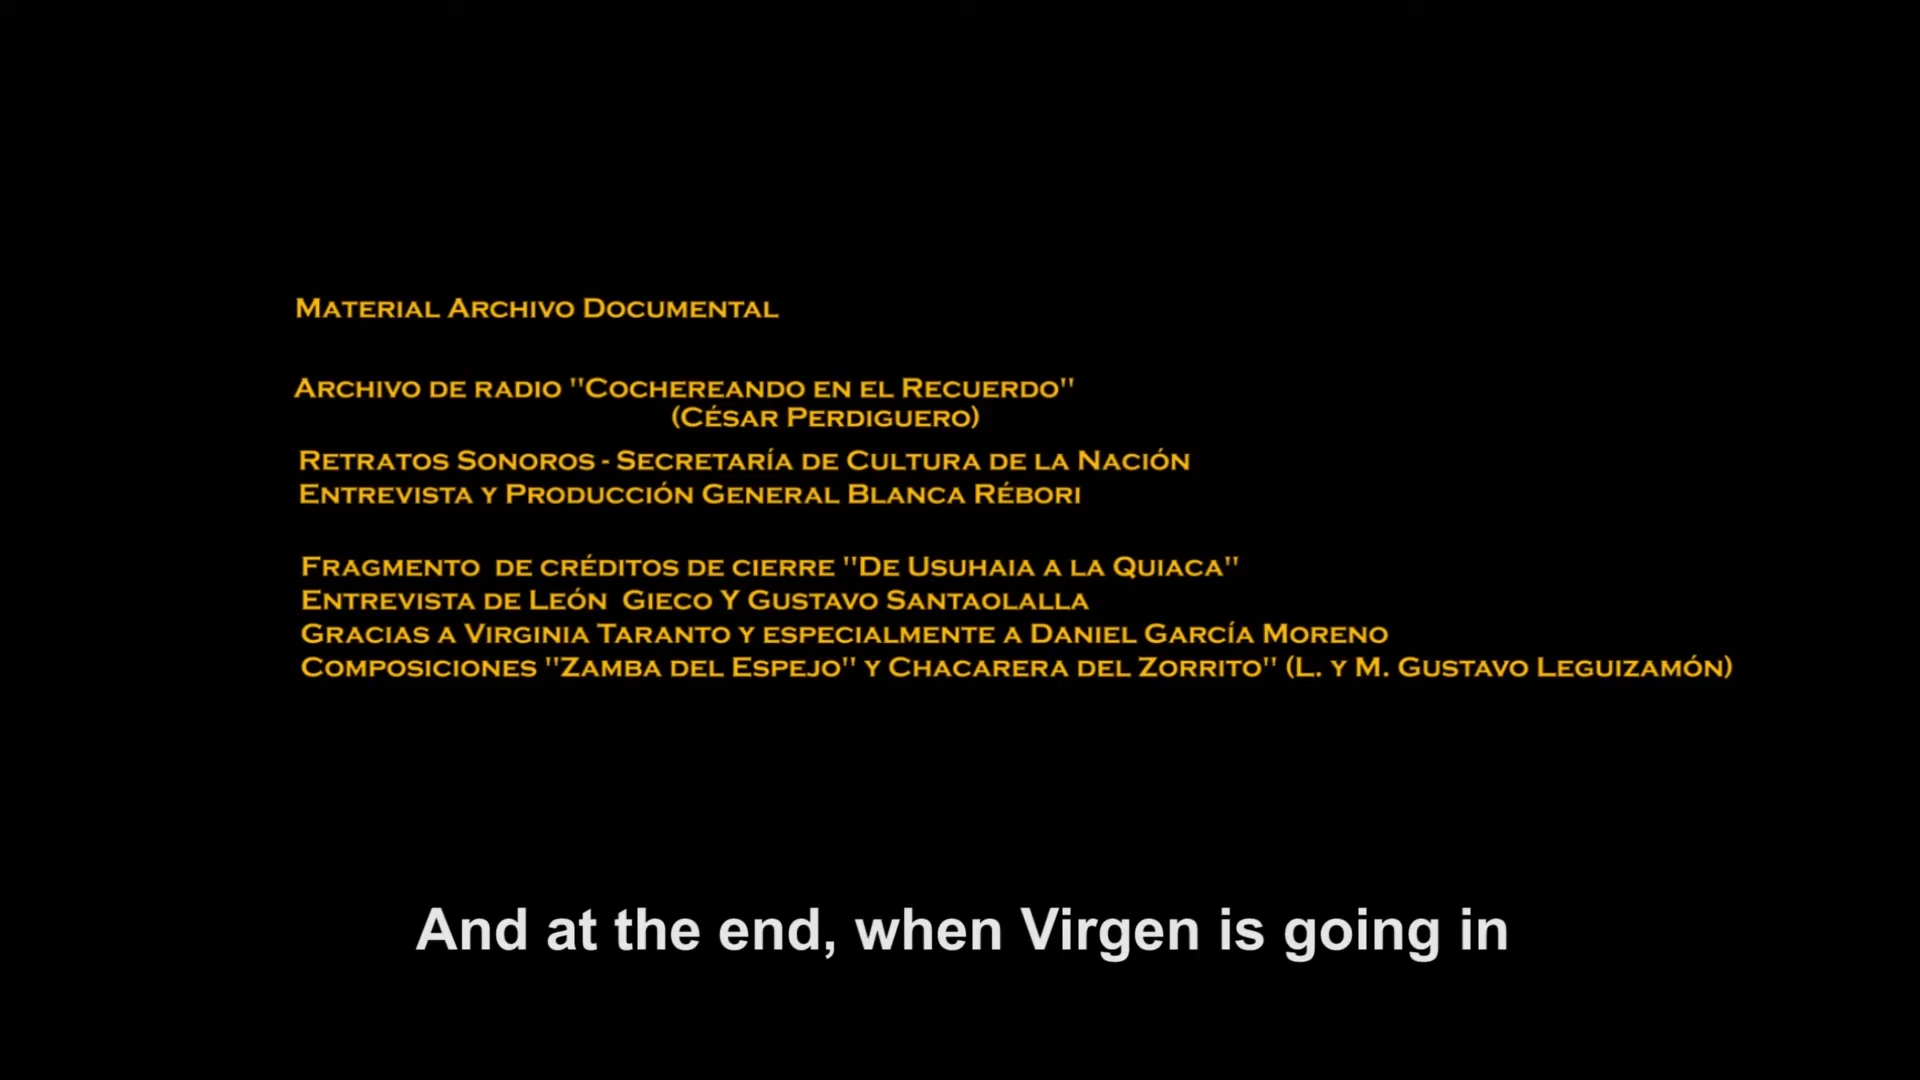 Material Archivo Documental
Archivo de radio "Cochereando en el Recuerdo"
(César Perdiguero)
Retratos Sonoros - Secretaría de Cultura de la Nación
Entrevista y Producción General Blanca Rébori
Fragmento de créditos de cierre "De Usuhaia a la Quiaca"
Entrevista de León Gieco Y Gustavo Santaolalla
Gracias a Virginia Taranto y especialmente a Daniel García Moreno
Composiciones "Zamba del Espejo" y Chacarera del Zorrito" (L. y M. Gustavo Leguizamón)
And at the end, when Virgen is going in